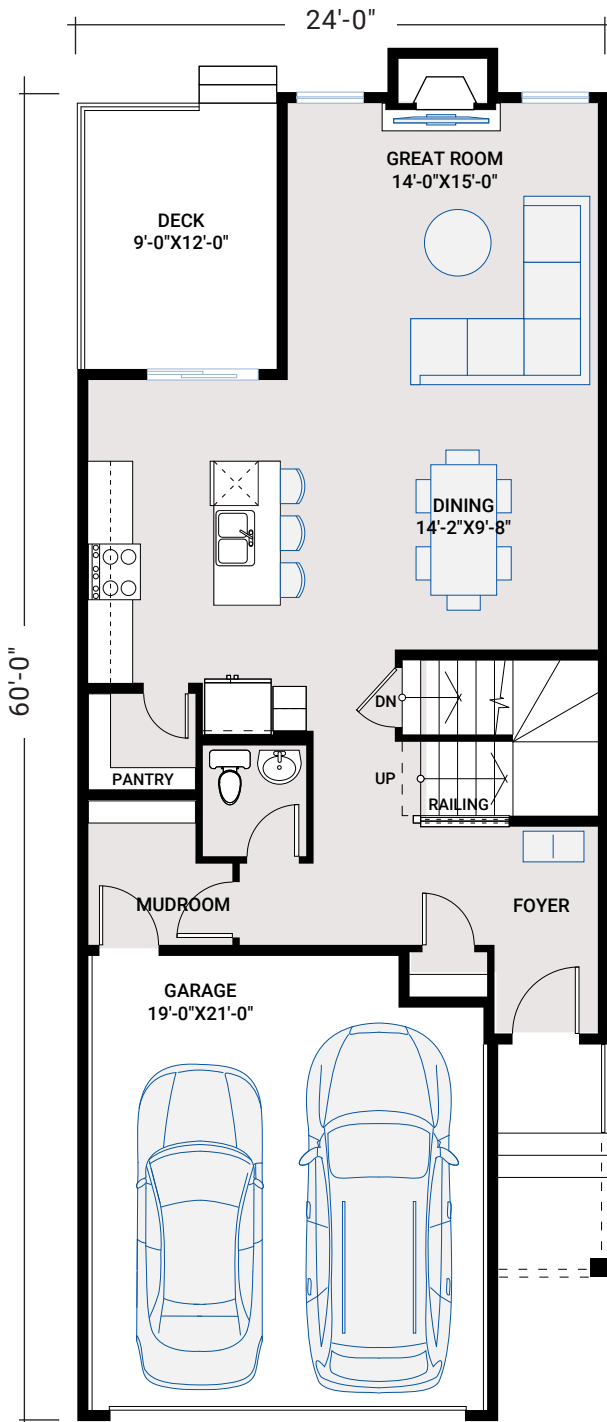 24'-0"
GREAT ROOM
14'-0"X15'-0"
DECK
9'-0"X12'-0"
DINING
14'-2"X9'-8"
60'-0"
DN
PANTRY
UP
RAILING
MUDROOM
FOYER
GARAGE
19'-0"X21'-0"